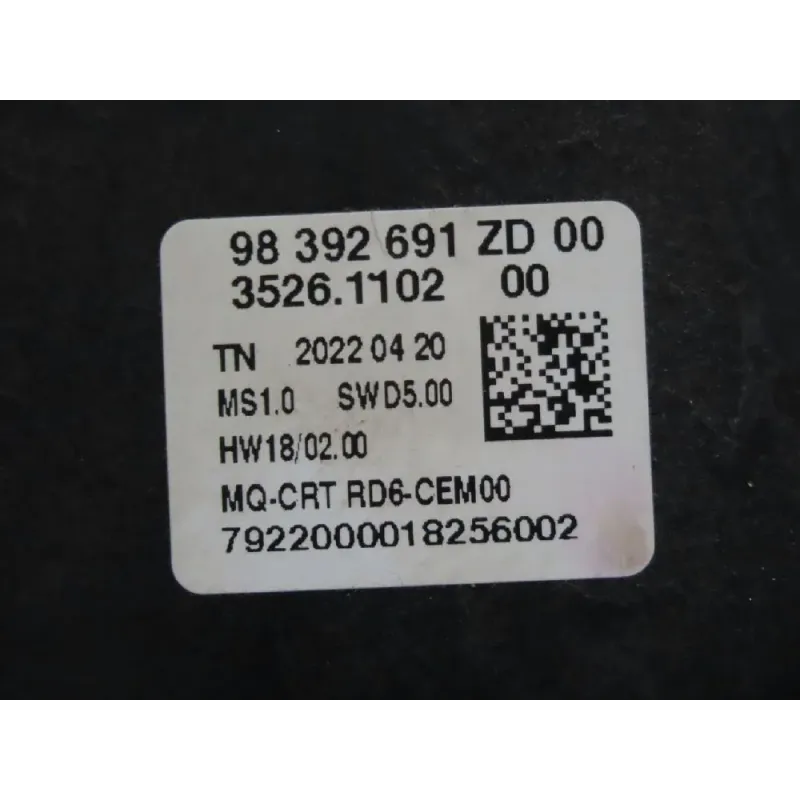 98 392 691 ZD 00
3526.1102 00
TN 2022 04 20
MS1.0 SWD5.00
HW18/02.00
MQ-CRT RD6-CEM00
7922000018256002